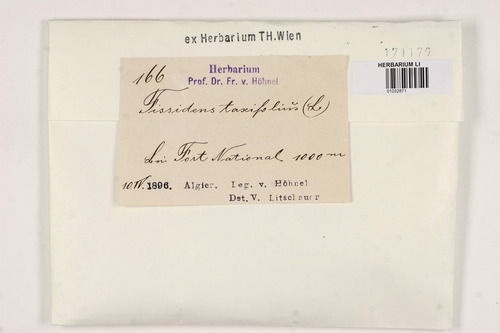 ex Herbarium TH.Wien
171179
HERBARIUM LI
01002871
166
Herbarium
Prof. Dr. Fr. v. Höhnel.
Fissidens taxifolius (L)
bei Fort National 1000 m
10 IV. 1896. Algier. Leg. v. Höhnel
Det. V. Litschauer